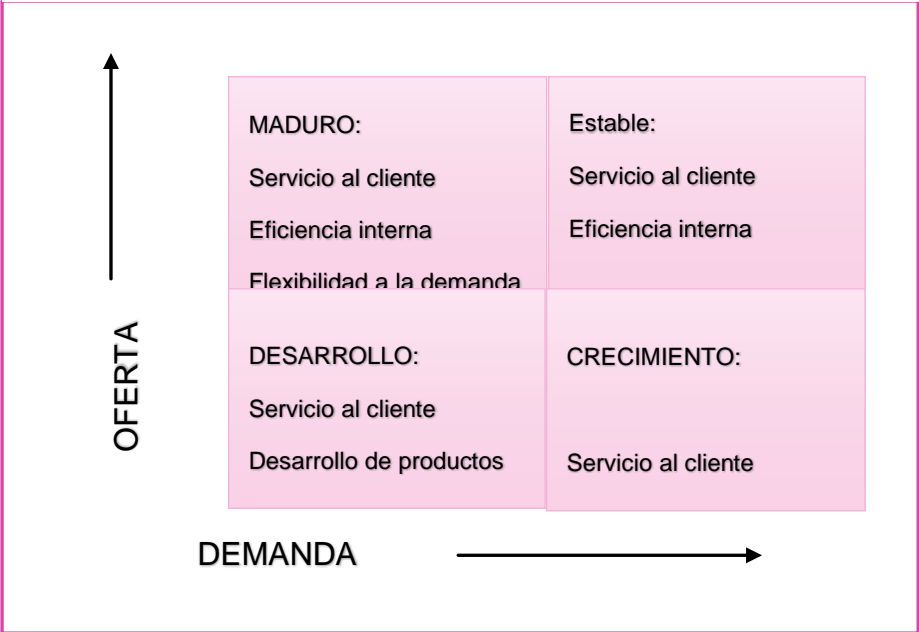 MADURO:
Servicio al cliente
Eficiencia interna
Flexibilidad a la demanda
Estable:
Servicio al cliente
Eficiencia interna
OFERTA
DESARROLLO:
Servicio al cliente
Desarrollo de productos
CRECIMIENTO:
Servicio al cliente
DEMANDA